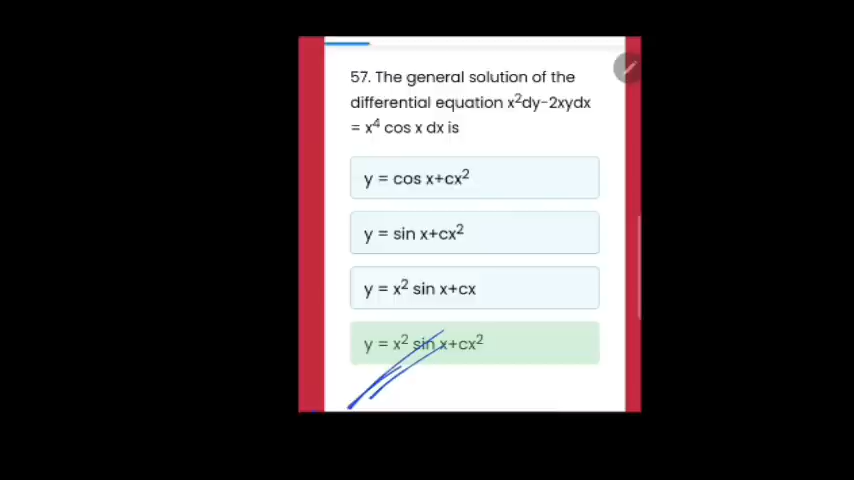 57. The general solution of the
differential equation x²dy-2xydx
= x⁴ cos x dx is
y = cos x+cx²
y = sin x+cx²
y = x² sin x+cx
y = x² sin x+cx²